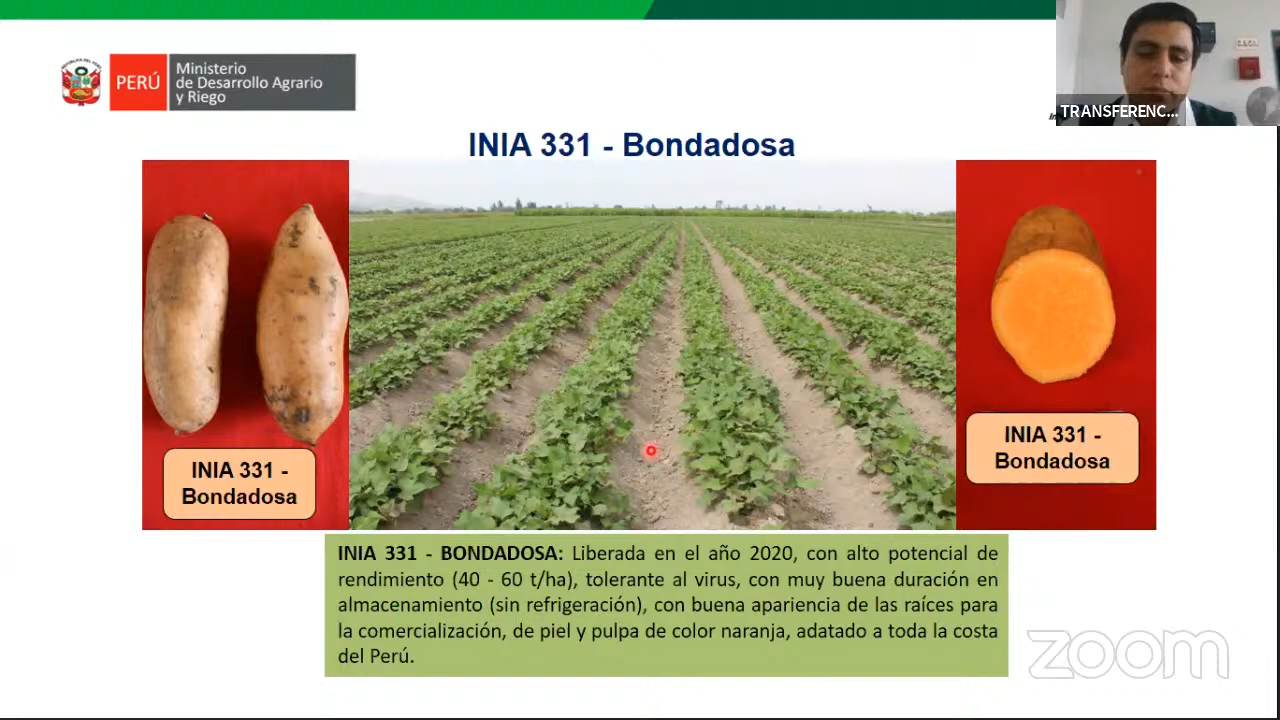 PERÚ
Ministerio
de Desarrollo Agrario
y Riego
TRANSFERENC...
INIA 331 - Bondadosa
INIA 331 -
Bondadosa
INIA 331 -
Bondadosa
INIA 331 - BONDADOSA: Liberada en el año 2020, con alto potencial de
rendimiento (40 - 60 t/ha), tolerante al virus, con muy buena duración en
almacenamiento (sin refrigeración), con buena apariencia de las raíces para
la comercialización, de piel y pulpa de color naranja, adatado a toda la costa
del Perú.
zoom